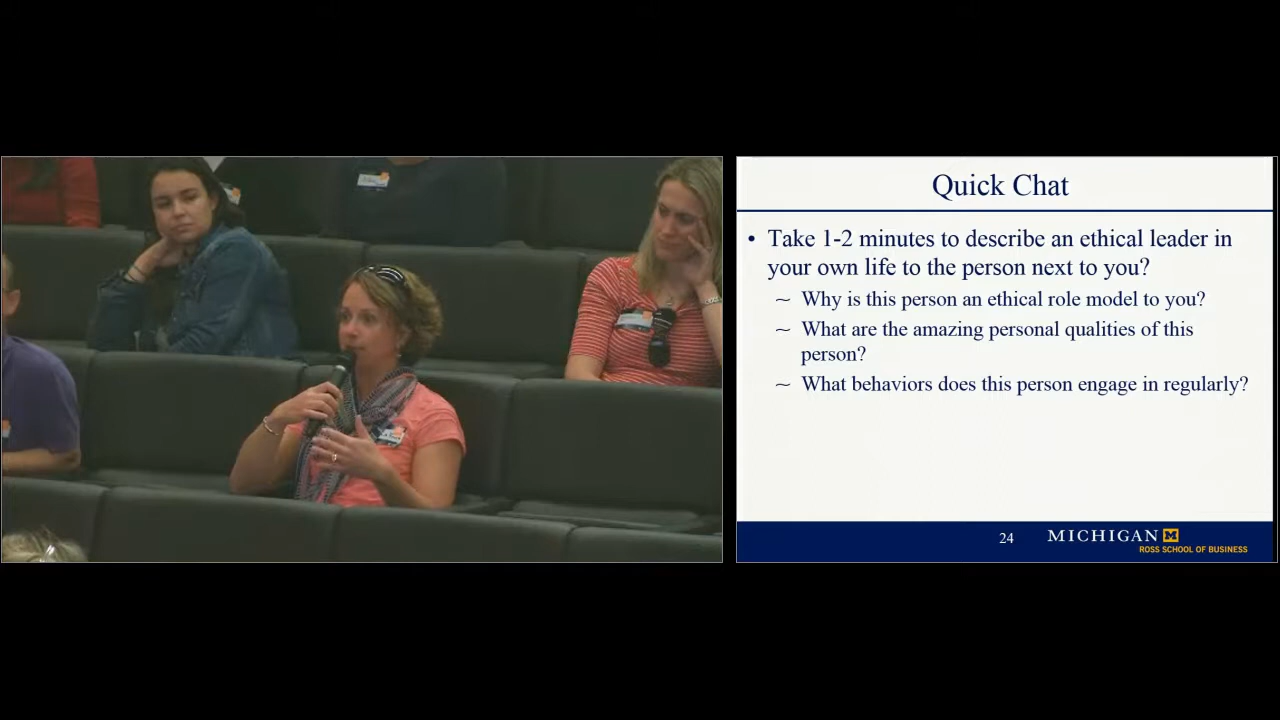 Quick Chat
• Take 1-2 minutes to describe an ethical leader in
your own life to the person next to you?
~ Why is this person an ethical role model to you?
~ What are the amazing personal qualities of this
person?
~ What behaviors does this person engage in regularly?
24
MICHIGAN M
ROSS SCHOOL OF BUSINESS